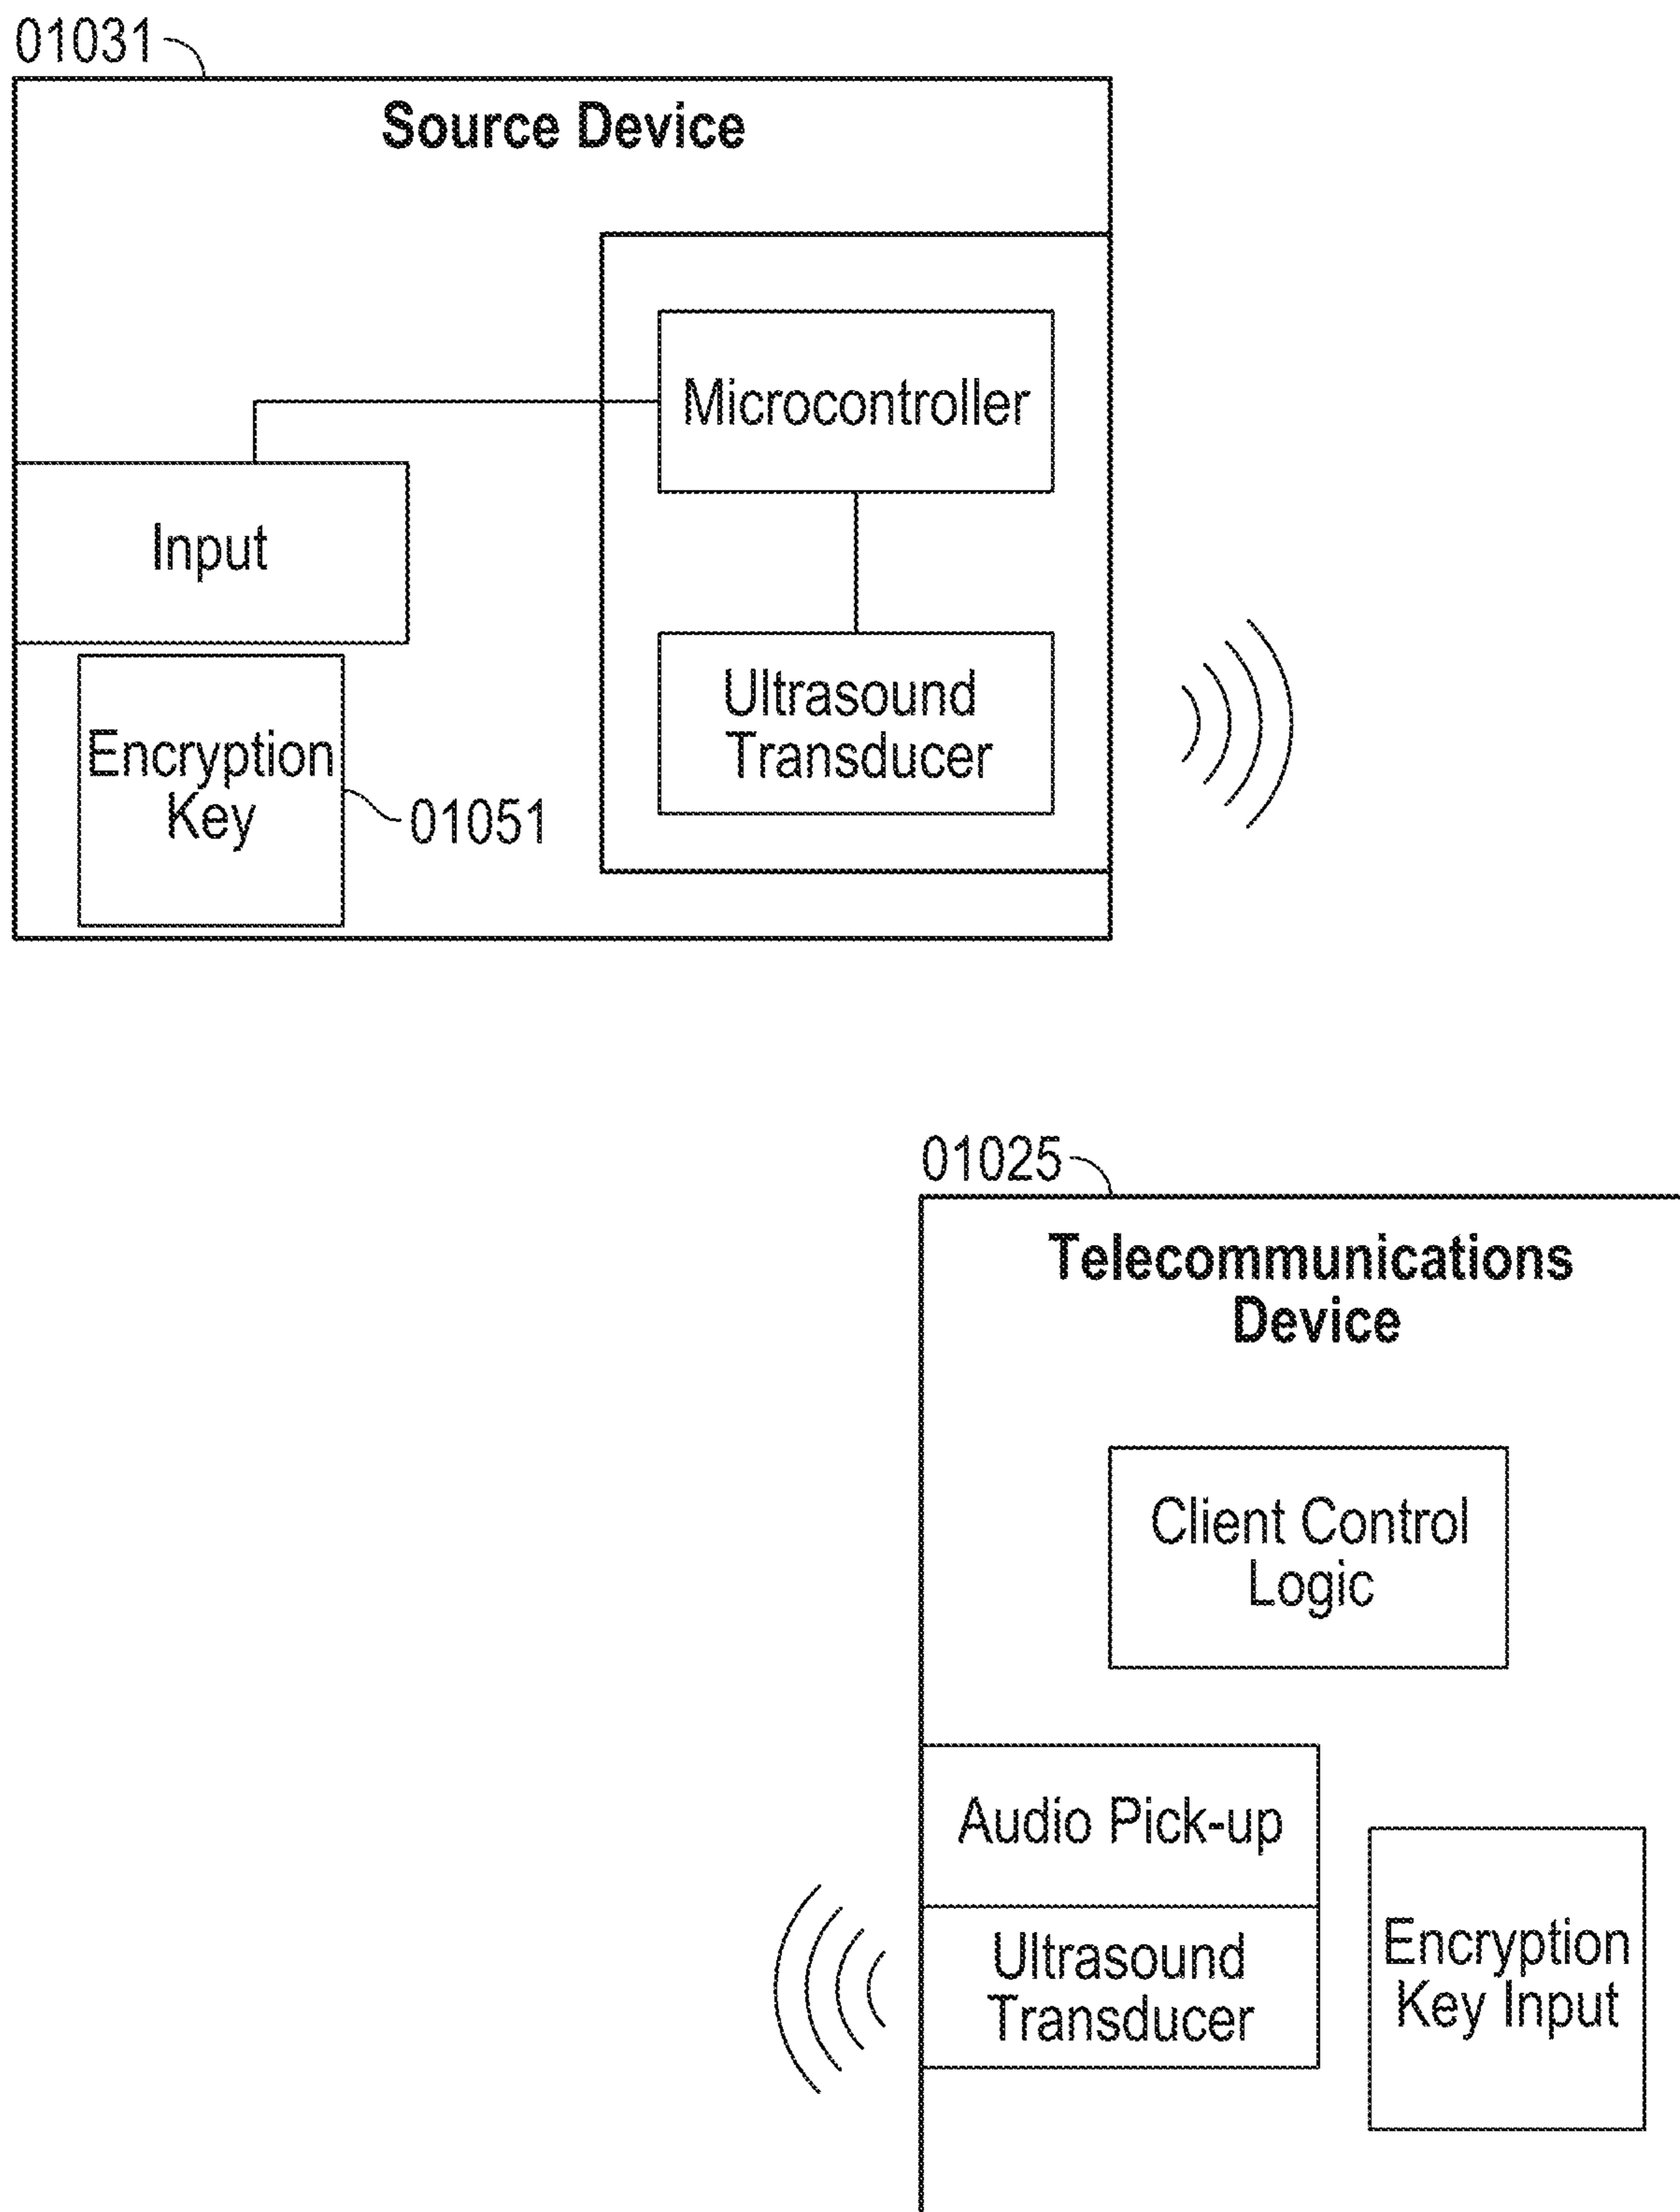 01031
Source Device
Microcontroller
Input
Ultrasound
Transducer
Encryption
Key
01051
01025
Telecommunications
Device
Client Control
Logic
Audio Pick-up
Ultrasound
Transducer
Encryption
Key Input